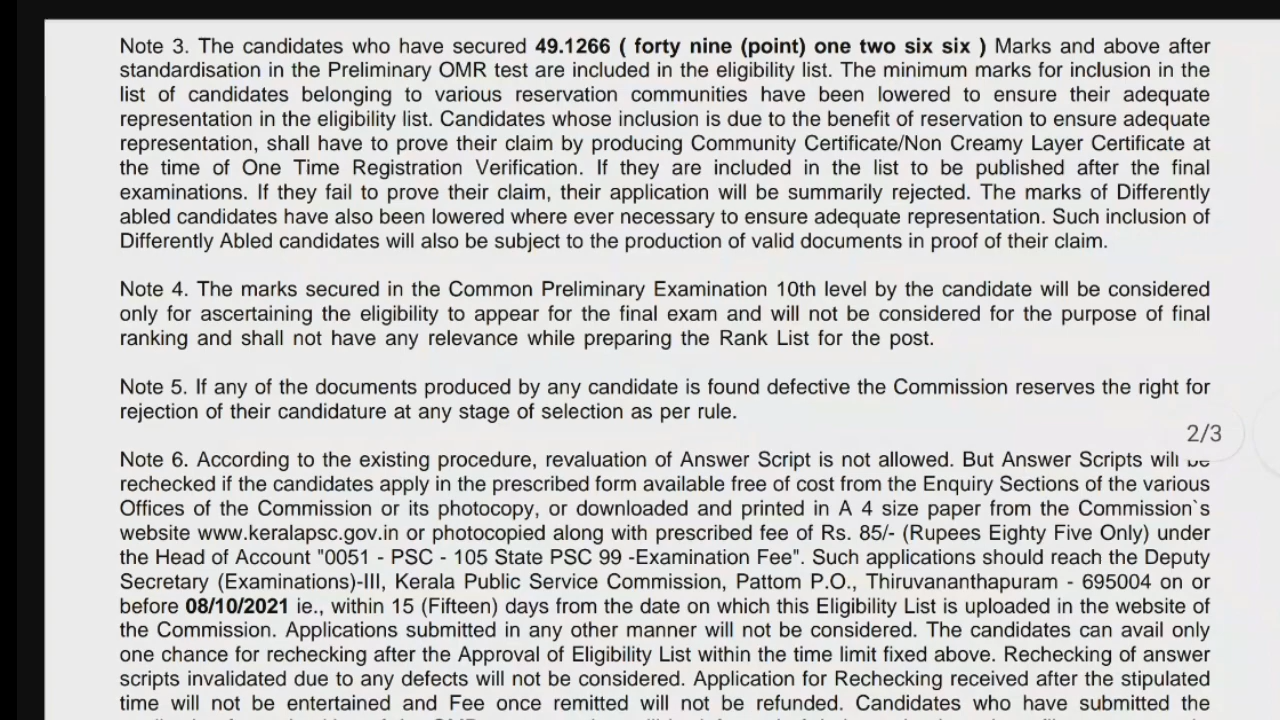 Note 3. The candidates who have secured 49.1266 ( forty nine (point) one two six six ) Marks and above after
standardisation in the Preliminary OMR test are included in the eligibility list. The minimum marks for inclusion in the
list of candidates belonging to various reservation communities have been lowered to ensure their adequate
representation in the eligibility list. Candidates whose inclusion is due to the benefit of reservation to ensure adequate
representation, shall have to prove their claim by producing Community Certificate/Non Creamy Layer Certificate at
the time of One Time Registration Verification. If they are included in the list to be published after the final
examinations. If they fail to prove their claim, their application will be summarily rejected. The marks of Differently
abled candidates have also been lowered where ever necessary to ensure adequate representation. Such inclusion of
Differently Abled candidates will also be subject to the production of valid documents in proof of their claim.
Note 4. The marks secured in the Common Preliminary Examination 10th level by the candidate will be considered
only for ascertaining the eligibility to appear for the final exam and will not be considered for the purpose of final
ranking and shall not have any relevance while preparing the Rank List for the post.
Note 5. If any of the documents produced by any candidate is found defective the Commission reserves the right for
rejection of their candidature at any stage of selection as per rule.
2/3
Note 6. According to the existing procedure, revaluation of Answer Script is not allowed. But Answer Scripts will be
rechecked if the candidates apply in the prescribed form available free of cost from the Enquiry Sections of the various
Offices of the Commission or its photocopy, or downloaded and printed in A 4 size paper from the Commission`s
website www.keralapsc.gov.in or photocopied along with prescribed fee of Rs. 85/- (Rupees Eighty Five Only) under
the Head of Account "0051 - PSC - 105 State PSC 99 -Examination Fee". Such applications should reach the Deputy
Secretary (Examinations)-III, Kerala Public Service Commission, Pattom P.O., Thiruvananthapuram - 695004 on or
before 08/10/2021 ie., within 15 (Fifteen) days from the date on which this Eligibility List is uploaded in the website of
the Commission. Applications submitted in any other manner will not be considered. The candidates can avail only
one chance for rechecking after the Approval of Eligibility List within the time limit fixed above. Rechecking of answer
scripts invalidated due to any defects will not be considered. Application for Rechecking received after the stipulated
time will not be entertained and Fee once remitted will not be refunded. Candidates who have submitted the